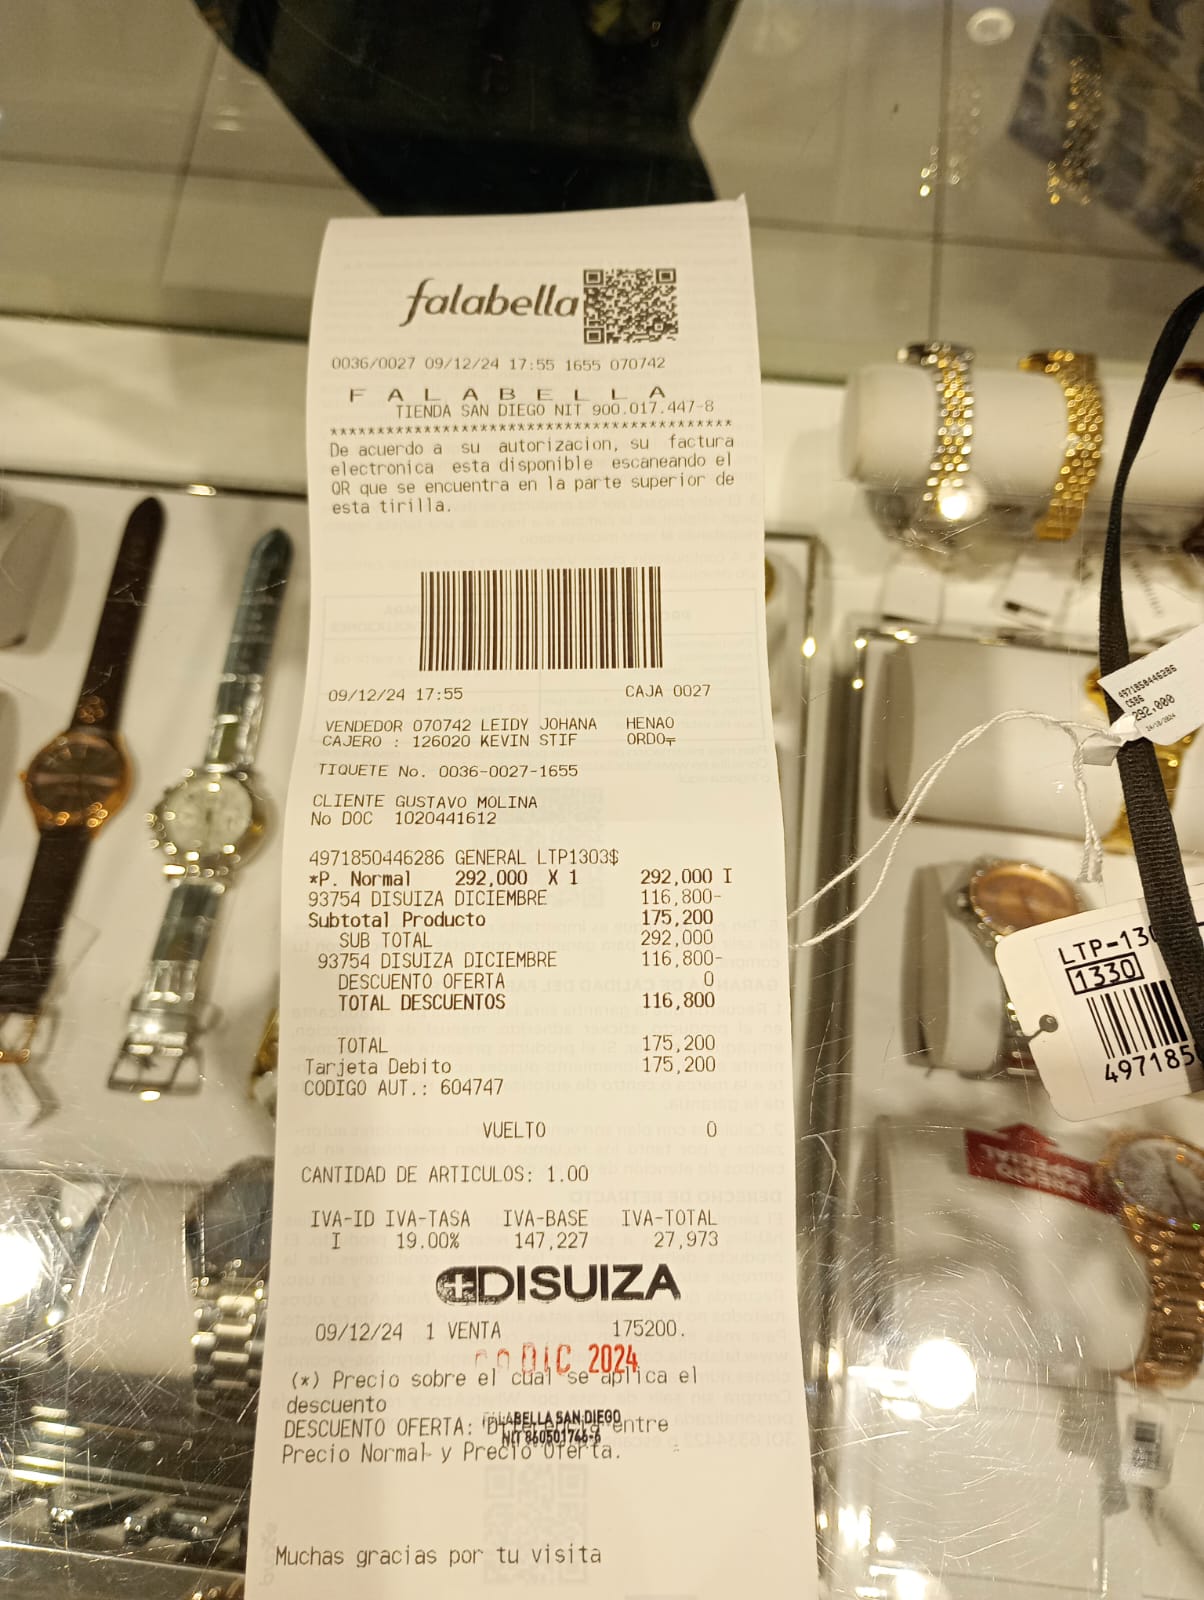 falabella
0036/0027 09/12/24 17:55 1655 070742
F A L A B E L L A
TIENDA SAN DIEGO NIT 900.017.447-8
******************************************
De acuerdo a su autorizacion, su factura
electronica esta disponible escaneando el
QR que se encuentra en la parte superior de
esta tirilla.
09/12/24 17:55 CAJA 0027
VENDEDOR 070742 LEIDY JOHANA HENAO
CAJERO : 126020 KEVIN STIF ORDO
TIQUETE No. 0036-0027-1655
CLIENTE GUSTAVO MOLINA
No DOC 1020441612
4971850446286 GENERAL LTP1303$
*P. Normal 292,000 X 1 292,000 I
93754 DISUIZA DICIEMBRE 116,800-
Subtotal Producto 175,200
SUB TOTAL 292,000
93754 DISUIZA DICIEMBRE 116,800-
DESCUENTO OFERTA 0
TOTAL DESCUENTOS 116,800
TOTAL 175,200
Tarjeta Debito 175,200
CODIGO AUT.: 604747
VUELTO 0
CANTIDAD DE ARTICULOS: 1.00
IVA-ID IVA-TASA IVA-BASE IVA-TOTAL
I 19.00% 147,227 27,973
DISUIZA
09/12/24 1 VENTA 175200.
DIC 2024
(*) Precio sobre el cual se aplica el
descuento
DESCUENTO OFERTA: Diferencia entre
Precio Normal y Precio Oferta.
FALABELLA SAN DIEGO
NIT 860501766-6
Muchas gracias por tu visita
4971850446286
292,000
LTP-130
1330
497185
PRECIO
ESPECIAL